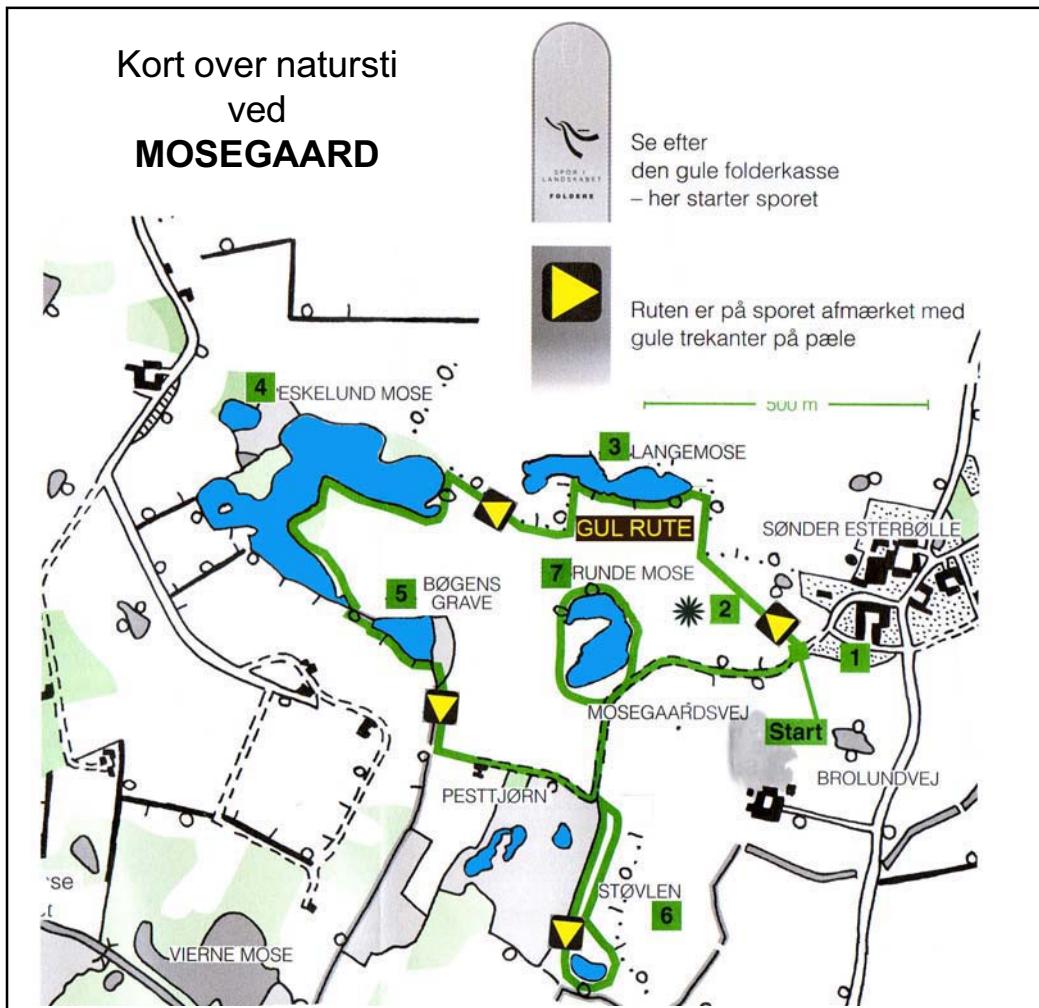 Kort over natursti
ved
MOSEGAARD
SPOR I
LANDSKABET
FOLDERE
Se efter
den gule folderkasse
– her starter sporet
Ruten er på sporet afmærket med
gule trekanter på pæle
500 m
4 ESKELUND MOSE
3 LANGEMOSE
GUL RUTE
SØNDER ESTERBØLLE
7 RUNDE MOSE
2
5 BØGENS
GRAVE
1
MOSEGAARDSVEJ
Start
BROLUNDVEJ
PESTTJØRN
STØVLEN
6
VIERNE MOSE